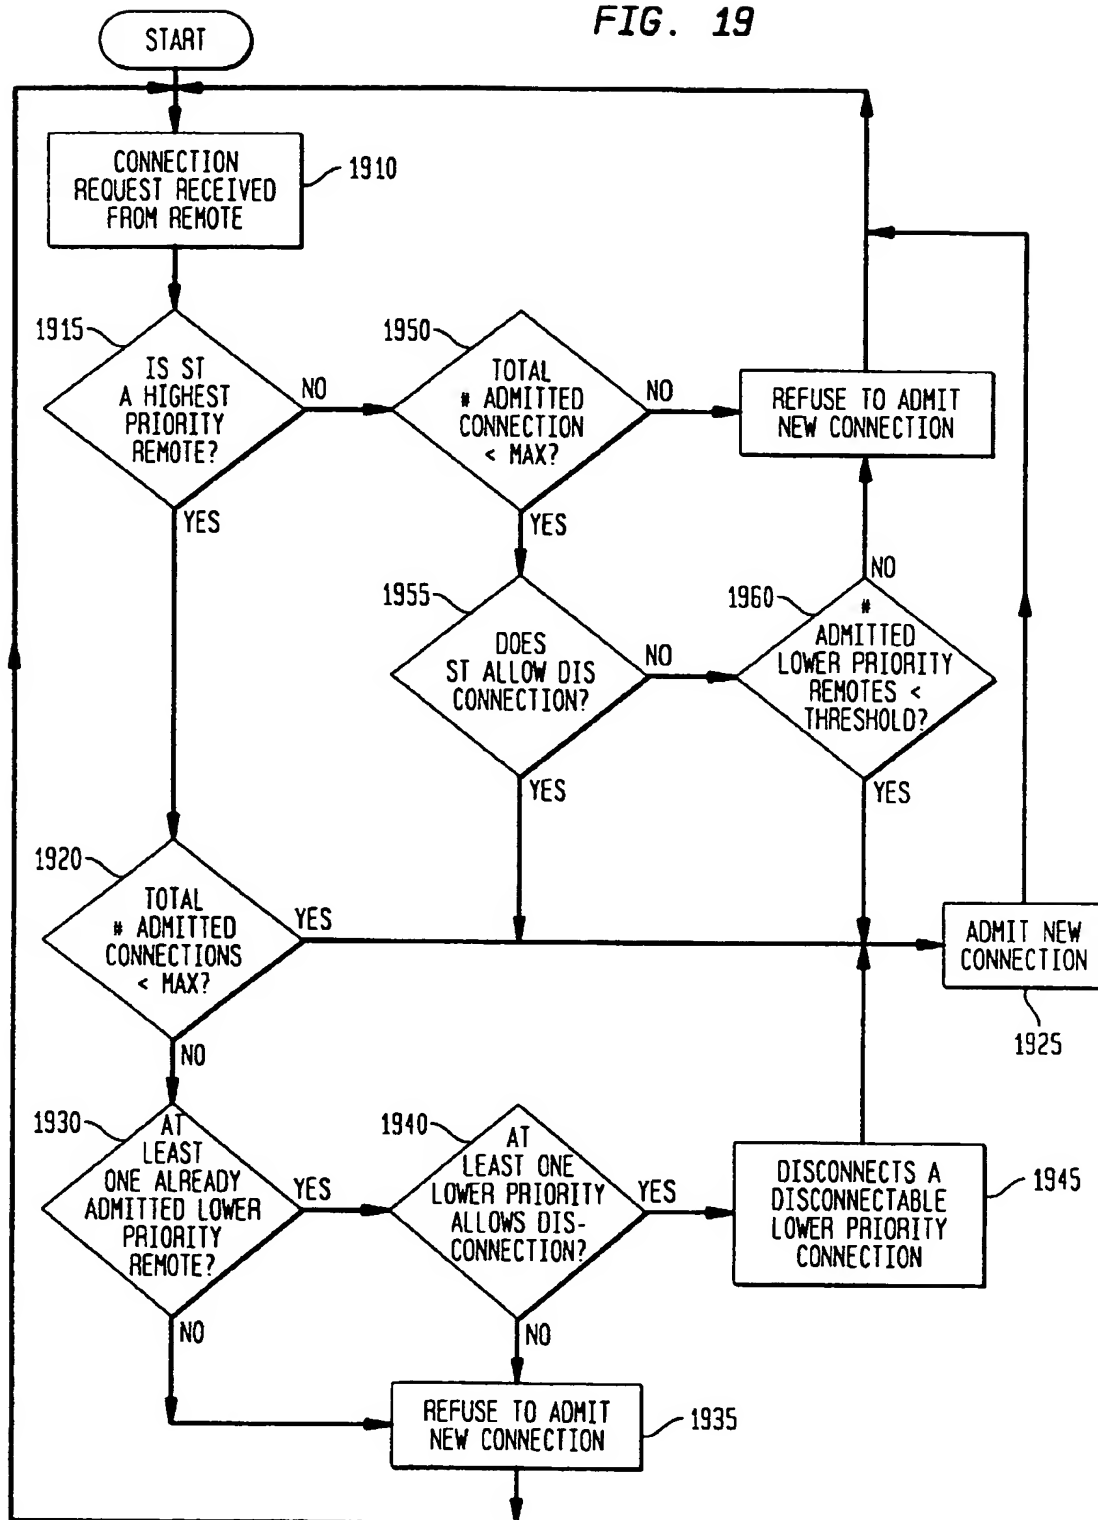 FIG. 19
START
CONNECTION
REQUEST RECEIVED
FROM REMOTE
1910
1915
IS ST
A HIGHEST
PRIORITY
REMOTE?
NO
YES
1950
TOTAL
# ADMITTED
CONNECTION
< MAX?
NO
YES
REFUSE TO ADMIT
NEW CONNECTION
1955
DOES
ST ALLOW DIS
CONNECTION?
NO
YES
1960
NO
#
ADMITTED
LOWER PRIORITY
REMOTES <
THRESHOLD?
YES
1920
TOTAL
# ADMITTED
CONNECTIONS
< MAX?
YES
NO
ADMIT NEW
CONNECTION
1925
1930
AT
LEAST
ONE ALREADY
ADMITTED LOWER
PRIORITY
REMOTE?
YES
NO
1940
AT
LEAST ONE
LOWER PRIORITY
ALLOWS DIS-
CONNECTION?
YES
NO
DISCONNECTS A
DISCONNECTABLE
LOWER PRIORITY
CONNECTION
1945
REFUSE TO ADMIT
NEW CONNECTION
1935